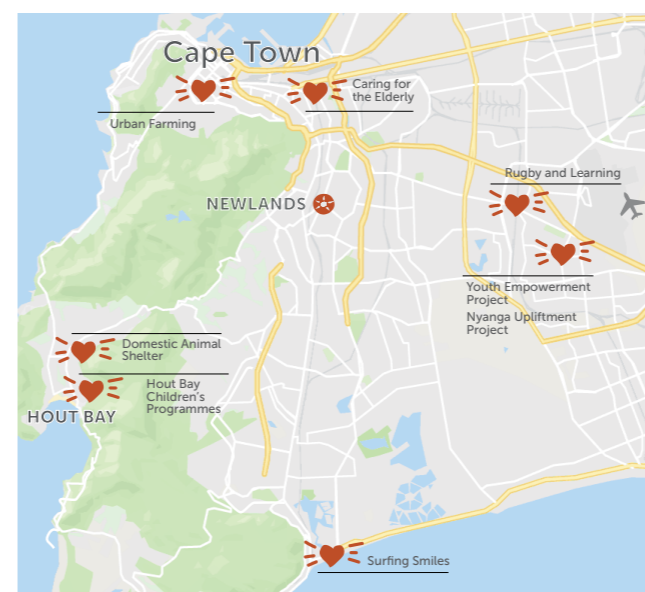 Cape Town
Caring for
the Elderly
Urban Farming
Rugby and Learning
NEWLANDS
Youth Empowerment
Project
Nyanga Upliftment
Project
Domestic Animal
Shelter
Hout Bay
Children's
Programmes
HOUT BAY
Surfing Smiles